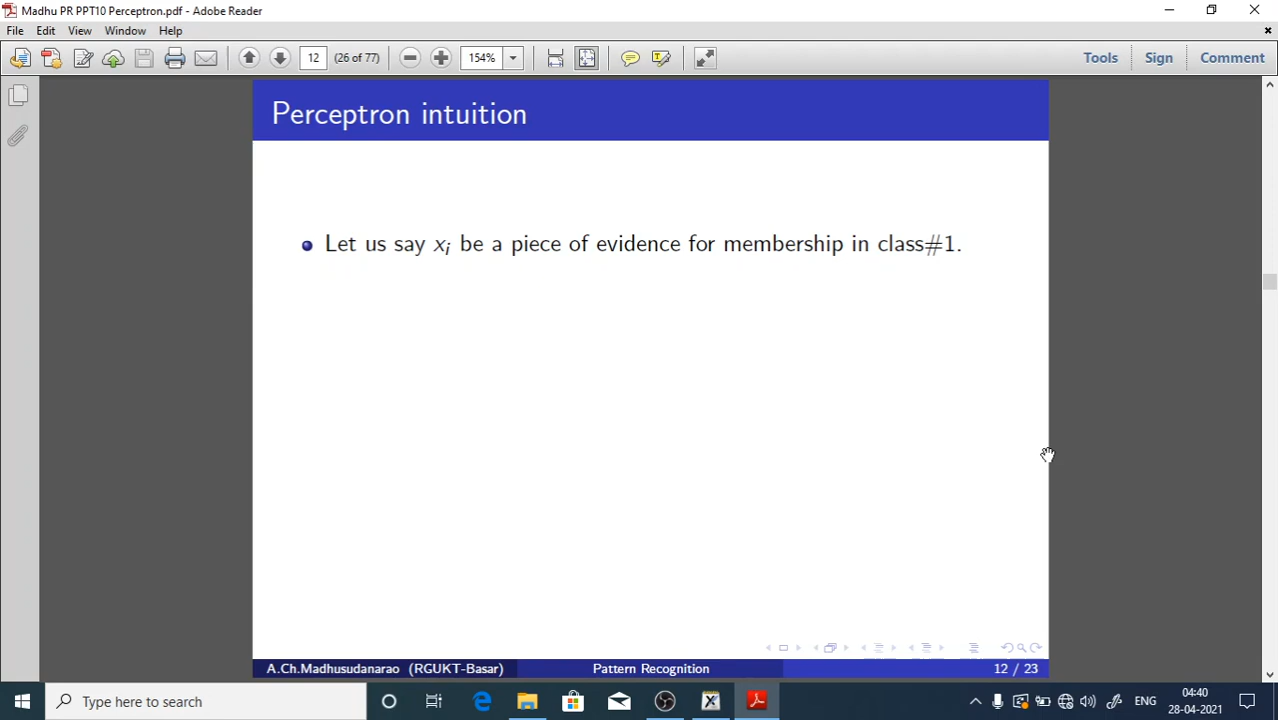 Madhu PR PPT10 Perceptron.pdf - Adobe Reader
File Edit View Window Help
12 (26 of 77) 154% Tools Sign Comment
Perceptron intuition
Let us say xᵢ be a piece of evidence for membership in class#1.
A.Ch.Madhusudanarao (RGUKT-Basar) Pattern Recognition 12 / 23
Type here to search
ENG
04:40
28-04-2021